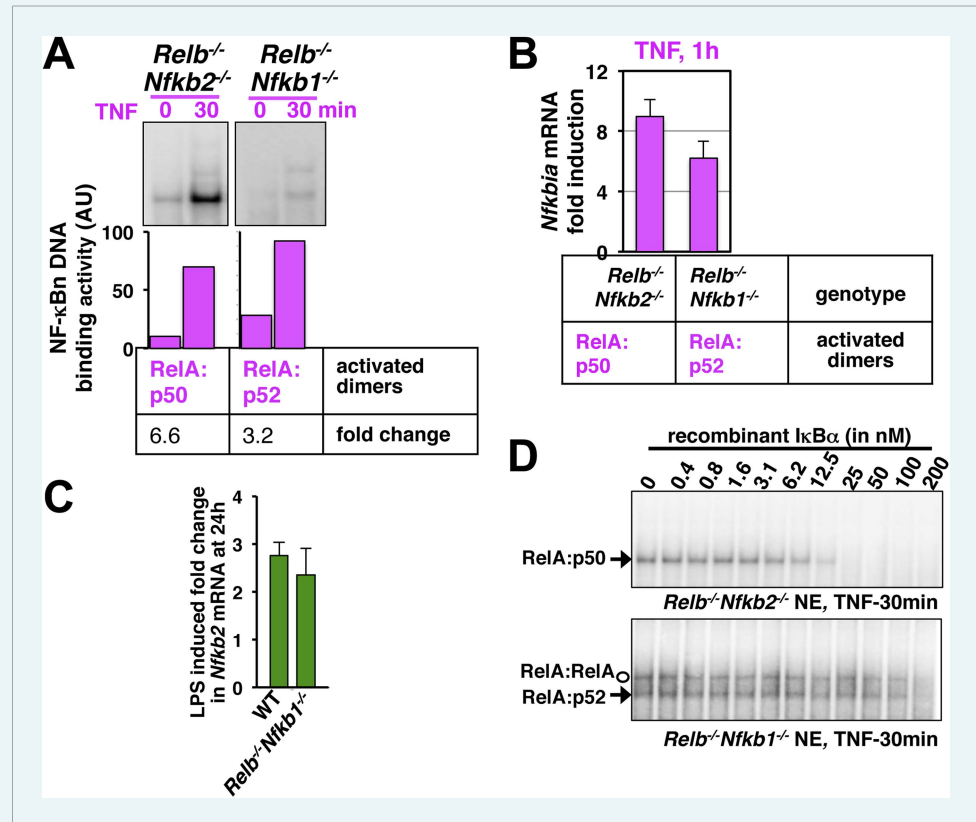 A
Relb-/-
Nfkb2-/-
Relb-/-
Nfkb1-/-
TNF 0 30 0 30 min
NF-κBn DNA
binding activity (AU)
100
50
0
RelA:
p50
RelA:
p52
activated
dimers
6.6
3.2
fold change
B
TNF, 1h
Nfkbia mRNA
fold induction
12
8
4
0
Relb-/-
Nfkb2-/-
Relb-/-
Nfkb1-/-
genotype
RelA:
p50
RelA:
p52
activated
dimers
C
LPS induced fold change
in Nfkb2 mRNA at 24h
4
3
2
1
0
WT
Relb-/-Nfkb1-/-
D
recombinant IκBα (in nM)
0 0.4 0.8 1.6 3.1 6.2 12.5 25 50 100 200
RelA:p50
Relb-/-Nfkb2-/- NE, TNF-30min
RelA:RelA
RelA:p52
Relb-/-Nfkb1-/- NE, TNF-30min